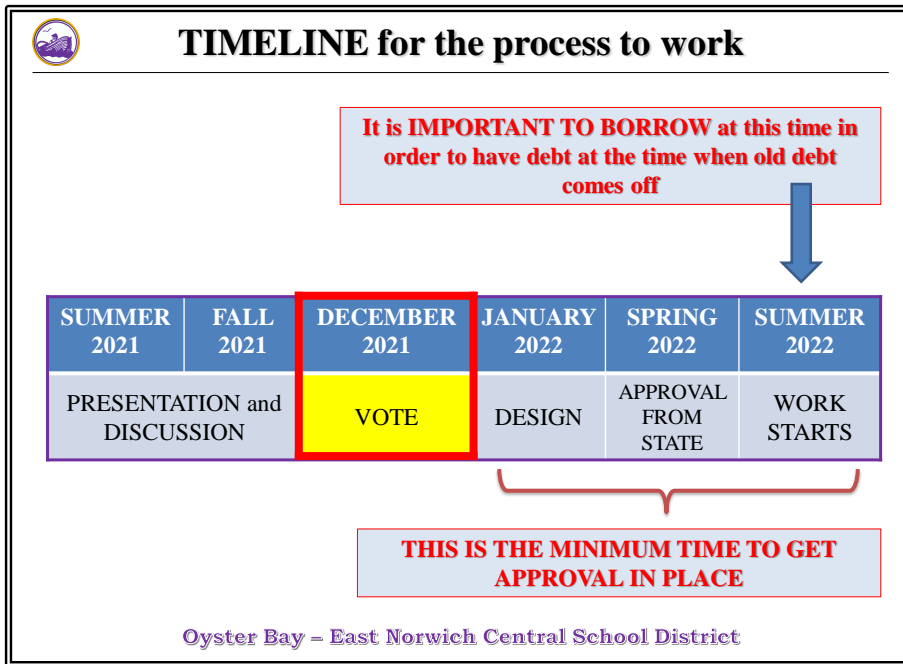 TIMELINE for the process to work
It is IMPORTANT TO BORROW at this time in
order to have debt at the time when old debt
comes off
SUMMER 2021
FALL 2021
DECEMBER 2021
JANUARY 2022
SPRING 2022
SUMMER 2022
PRESENTATION and
DISCUSSION
VOTE
DESIGN
APPROVAL
FROM
STATE
WORK
STARTS
THIS IS THE MINIMUM TIME TO GET
APPROVAL IN PLACE
Oyster Bay – East Norwich Central School District